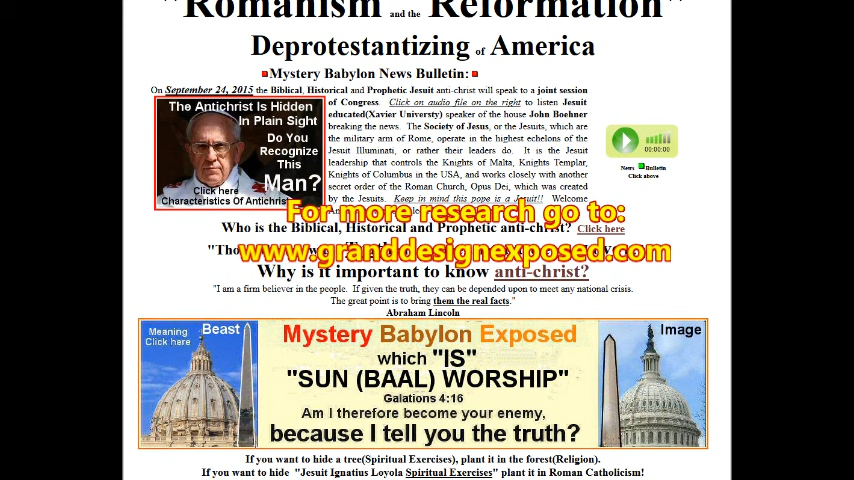 "Romanism and the Reformation"
Deprotestantizing of America
Mystery Babylon News Bulletin:
On September 24, 2015 the Biblical, Historical and Prophetic Jesuit anti-christ will speak to a joint session
of Congress. Click on audio file on the right to listen Jesuit
educated(Xavier Universty) speaker of the house John Boehner
breaking the news. The Society of Jesus, or the Jesuits, which are
the military arm of Rome, operate in the highest echelons of the
Jesuit Illuminati, or rather their leaders do. It is the Jesuit
leadership that controls the Knights of Malta, Knights Templar,
Knights of Columbus in the USA, and works closely with another
secret order of the Roman Church, Opus Dei, which was created
by the Jesuits. Keep in mind this pope is a Jesuit!! Welcome
The Antichrist Is Hidden
In Plain Sight
Do You
Recognize
This
Man?
Click here
Characteristics Of Antichrist
00:00:00
News Bulletin
Click above
For more research go to:
www.granddesignexposed.com
Who is the Biblical, Historical and Prophetic anti-christ? Click here
Why is it important to know anti-christ?
"I am a firm believer in the people. If given the truth, they can be depended upon to meet any national crisis.
The great point is to bring them the real facts."
Abraham Lincoln
Meaning
Click here
Beast
Mystery Babylon Exposed
which "IS"
"SUN (BAAL) WORSHIP"
Galations 4:16
Am I therefore become your enemy,
because I tell you the truth?
Image
If you want to hide a tree(Spiritual Exercises), plant it in the forest(Religion).
If you want to hide "Jesuit Ignatius Loyola Spiritual Exercises" plant it in Roman Catholicism!